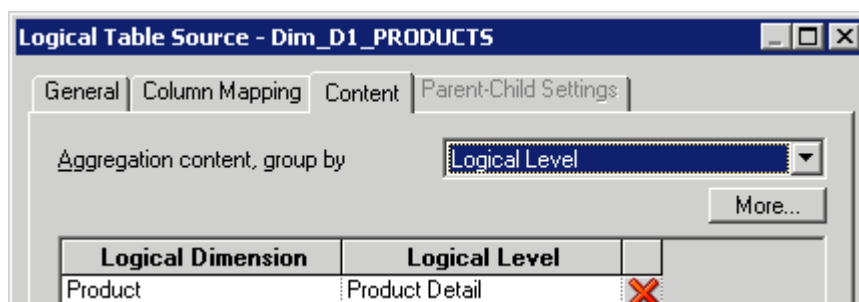 Logical Table Source - Dim_D1_PRODUCTS
General Column Mapping Content Parent-Child Settings
Aggregation content, group by Logical Level
More...
Logical Dimension Logical Level
Product Product Detail